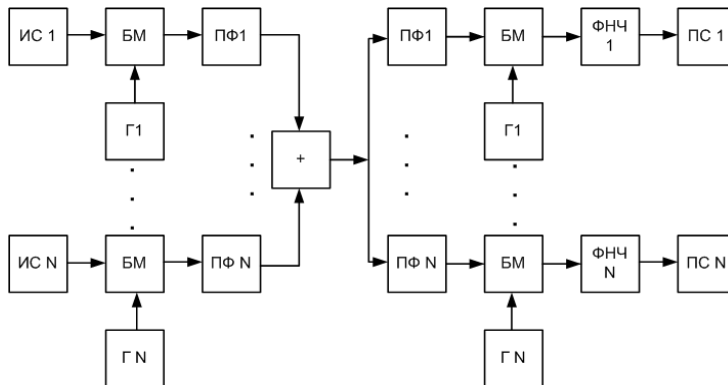 ИС 1
БМ
ПФ1
ПФ1
БМ
ФНЧ
1
ПС 1
Г1
+
Г1
ИС N
БМ
ПФ N
ПФ N
БМ
ФНЧ
N
ПС N
Г N
Г N